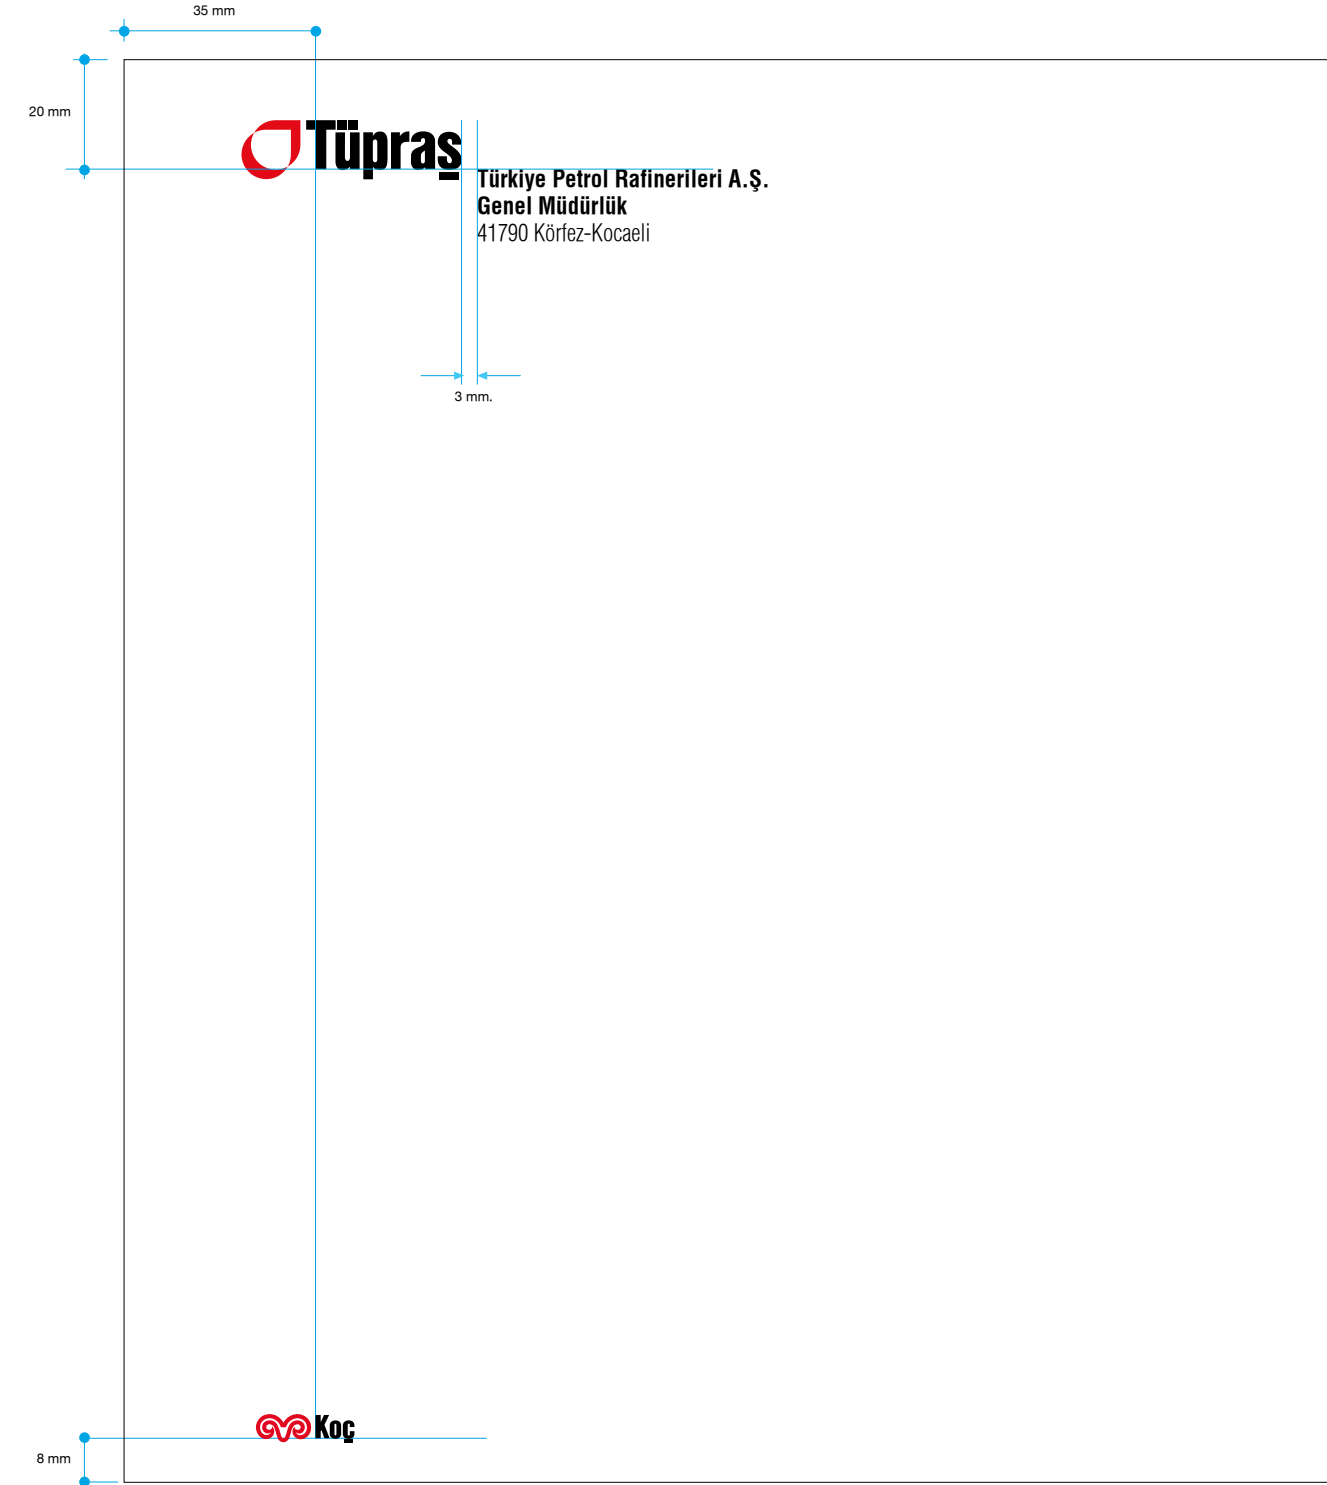 35 mm
20 mm
Tüpraş
Türkiye Petrol Rafinerileri A.Ş.
Genel Müdürlük
41790 Körfez-Kocaeli
3 mm.
Koç
8 mm